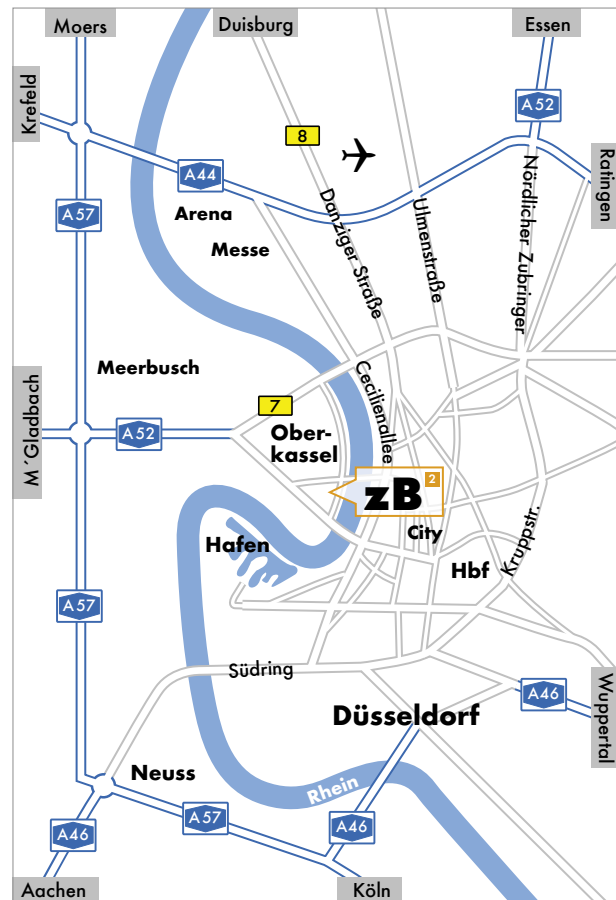 Moers
Duisburg
Essen
Krefeld
A52
8
Ratingen
A44
A57
Arena
Messe
Danziger Straße
Ulmenstraße
Nördlicher Zubringer
Meerbusch
Cecilienallee
M´Gladbach
A52
7
Ober-
kassel
zB
2
City
Kruppstr.
Hafen
Hbf
A57
Südring
A46
Wuppertal
Düsseldorf
Neuss
Rhein
A57
A46
A46
Aachen
Köln